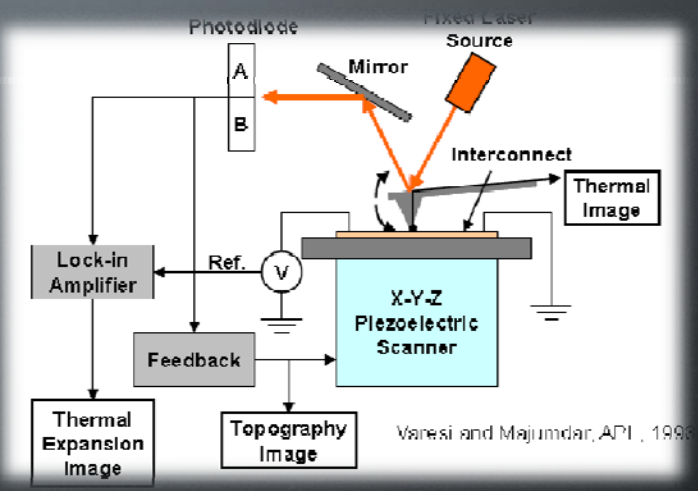 Photodiode
Fixed Laser
Source
A
B
Mirror
Interconnect
Thermal
Image
Lock-in
Amplifier
Ref.
V
X-Y-Z
Piezoelectric
Scanner
Feedback
Thermal
Expansion
Image
Topography
Image
Varesi and Majumdar, APL,